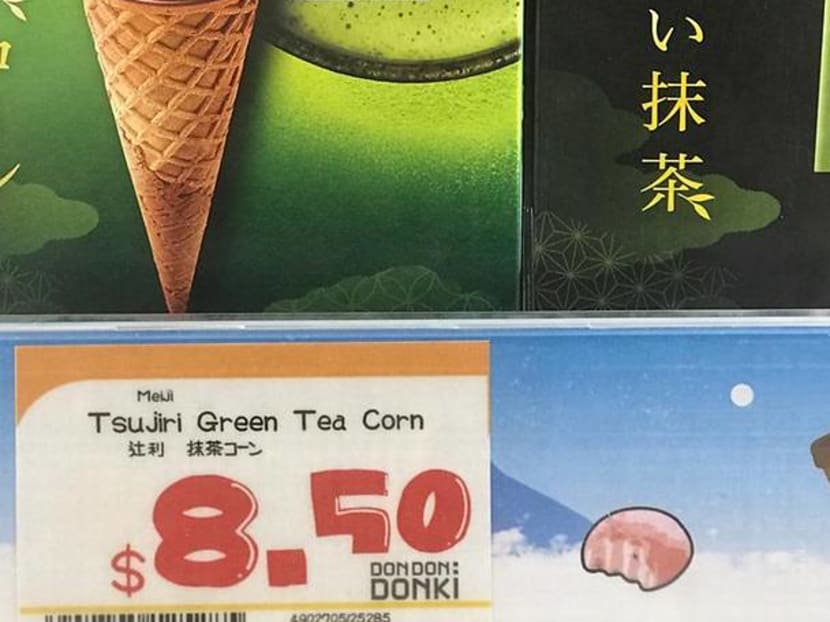 い抹茶
Meiji
Tsujiri Green Tea Corn
辻利 抹茶コーン
$8.50
DON DON:
DONKi
4902705125285